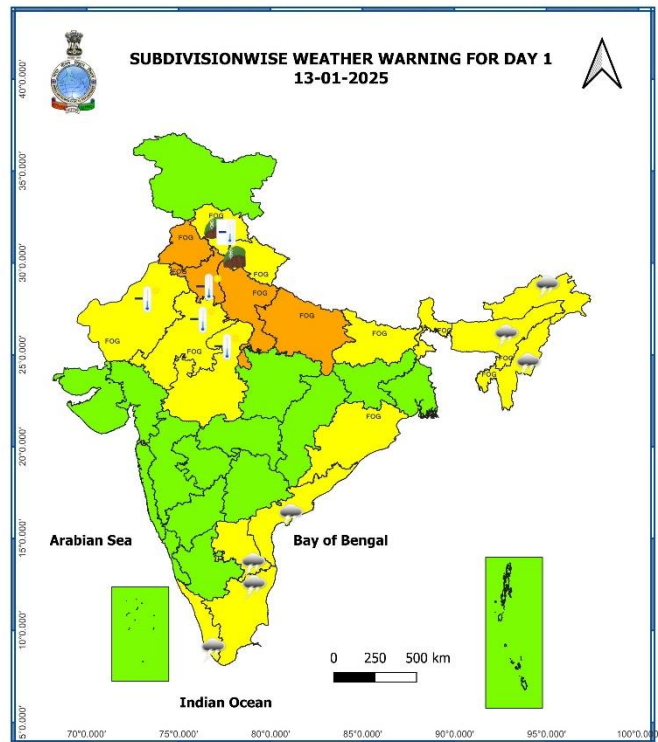 SUBDIVISIONWISE WEATHER WARNING FOR DAY 1
13-01-2025
40°0.000'
35°0.000'
30°0.000'
25°0.000'
20°0.000'
15°0.000'
10°0.000'
5°0.000'
FOG
FOG
FOG
FOG
FOG
FOG
FOG
FOG
FOG
FOG
FOG
FOG
FOG
Arabian Sea
Bay of Bengal
0 250 500 km
Indian Ocean
70°0.000' 75°0.000' 80°0.000' 85°0.000' 90°0.000' 95°0.000' 100°0.000'